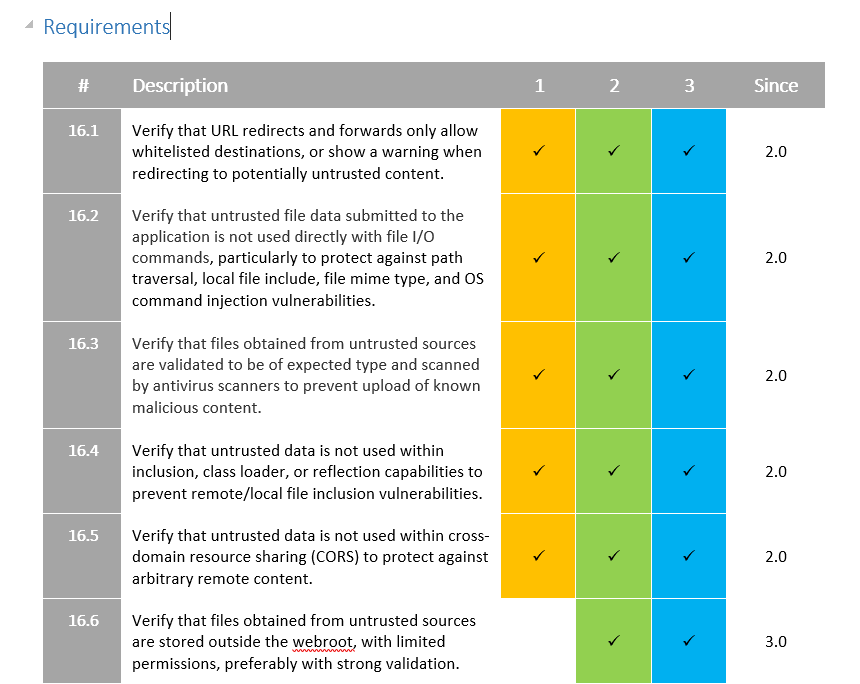 Requirements
# Description 1 2 3 Since
16.1 Verify that URL redirects and forwards only allow
whitelisted destinations, or show a warning when
redirecting to potentially untrusted content.
✓ ✓ ✓ 2.0
16.2 Verify that untrusted file data submitted to the
application is not used directly with file I/O
commands, particularly to protect against path
traversal, local file include, file mime type, and OS
command injection vulnerabilities.
✓ ✓ ✓ 2.0
16.3 Verify that files obtained from untrusted sources
are validated to be of expected type and scanned
by antivirus scanners to prevent upload of known
malicious content.
✓ ✓ ✓ 2.0
16.4 Verify that untrusted data is not used within
inclusion, class loader, or reflection capabilities to
prevent remote/local file inclusion vulnerabilities.
✓ ✓ ✓ 2.0
16.5 Verify that untrusted data is not used within cross-
domain resource sharing (CORS) to protect against
arbitrary remote content.
✓ ✓ ✓ 2.0
16.6 Verify that files obtained from untrusted sources
are stored outside the webroot, with limited
permissions, preferably with strong validation.
✓ ✓ 3.0